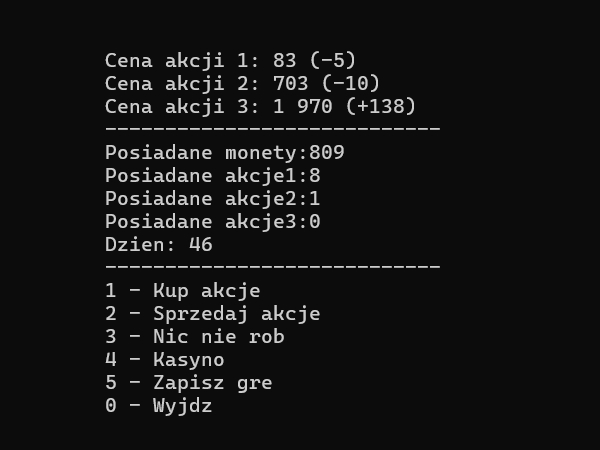 Cena akcji 1: 83 (-5)
Cena akcji 2: 703 (-10)
Cena akcji 3: 1 970 (+138)
----------------------------
Posiadane monety:809
Posiadane akcje1:8
Posiadane akcje2:1
Posiadane akcje3:0
Dzien: 46
----------------------------
1 - Kup akcje
2 - Sprzedaj akcje
3 - Nic nie rob
4 - Kasyno
5 - Zapisz gre
0 - Wyjdz